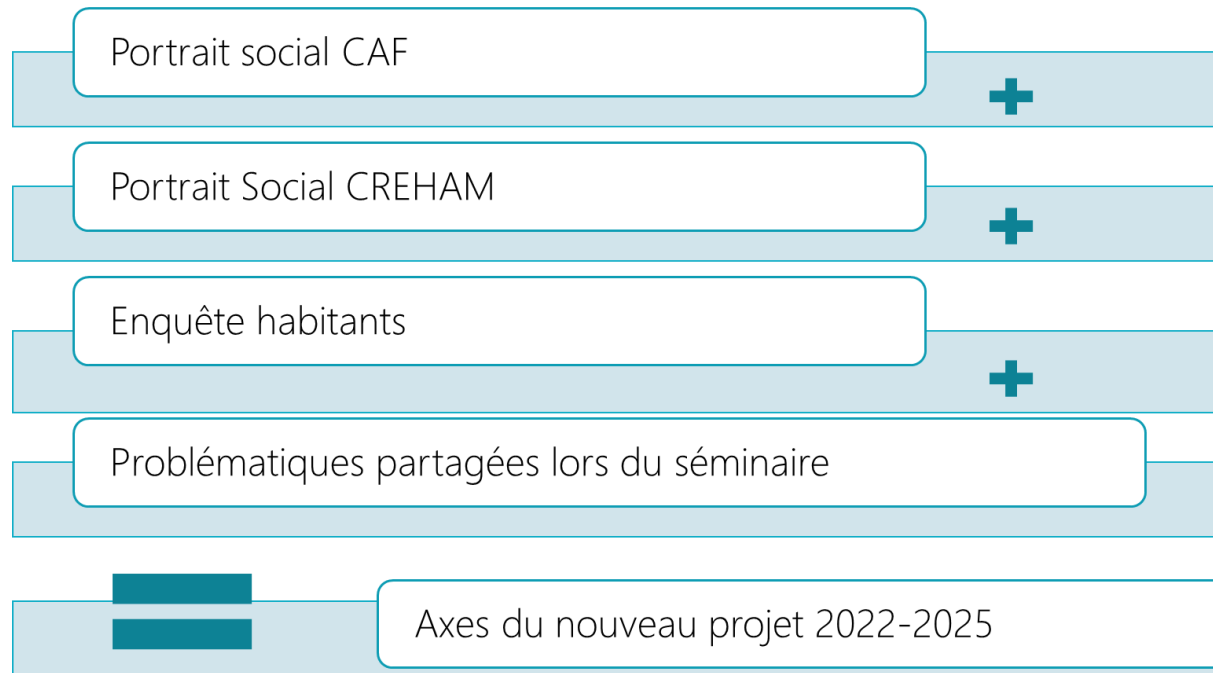 Portrait social CAF
+
Portrait Social CREHAM
+
Enquête habitants
+
Problématiques partagées lors du séminaire
=
Axes du nouveau projet 2022-2025